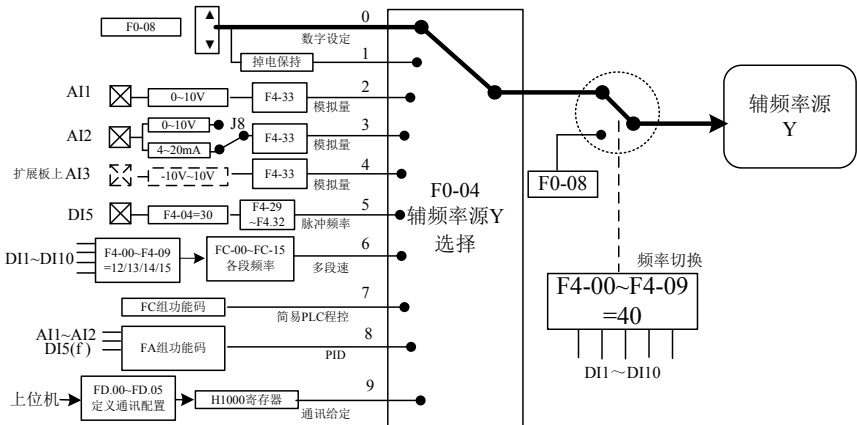 F0-08
0
数字设定
1
掉电保持
AI1
0~10V
F4-33
2
模拟量
AI2
0~10V
4~20mA
J8
F4-33
3
模拟量
扩展板上AI3
-10V~10V
F4-33
4
模拟量
DI5
F4-04=30
F4-29
~F4.32
5
脉冲频率
DI1~DI10
F4-00~F4-09
=12/13/14/15
FC-00~FC-15
各段频率
6
多段速
FC组功能码
7
简易PLC程控
AI1~AI2
DI5(f)
FA组功能码
8
PID
上位机
FD.00~FD.05
定义通讯配置
H1000寄存器
9
通讯给定
F0-04
辅频率源Y
选择
F0-08
频率切换
F4-00~F4-09
=40
DI1～DI10
辅频率源
Y